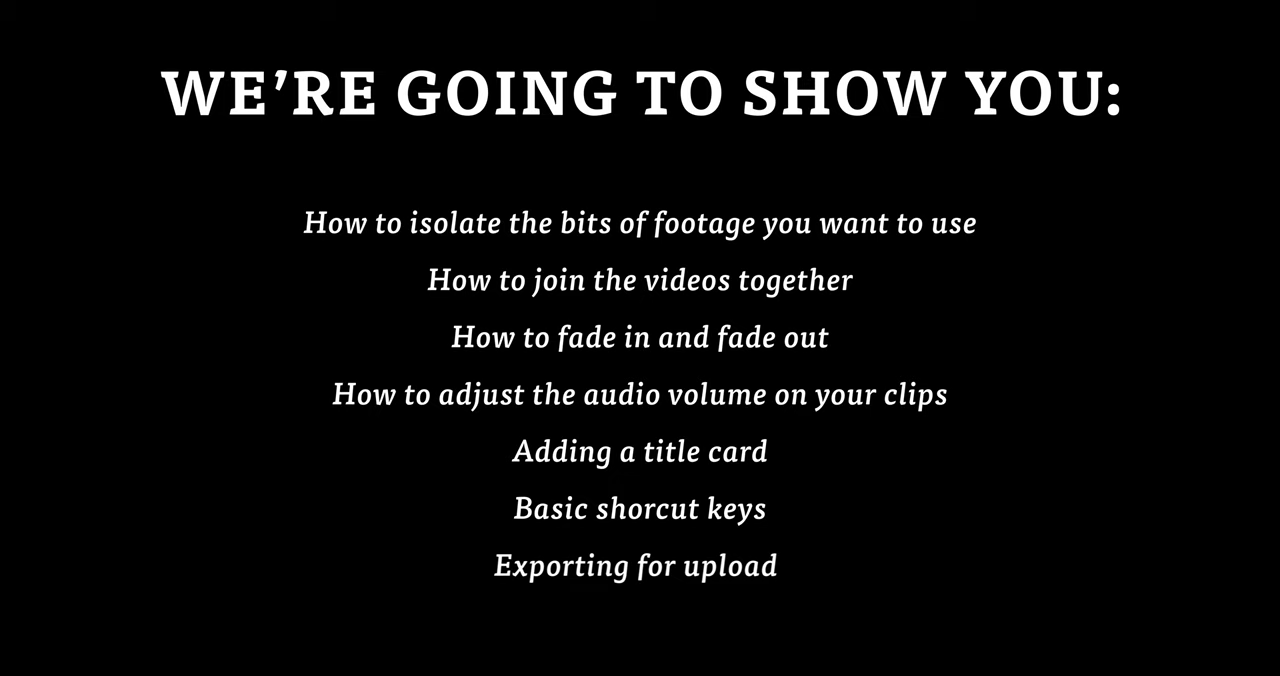 WE’RE GOING TO SHOW YOU:
How to isolate the bits of footage you want to use
How to join the videos together
How to fade in and fade out
How to adjust the audio volume on your clips
Adding a title card
Basic shorcut keys
Exporting for upload